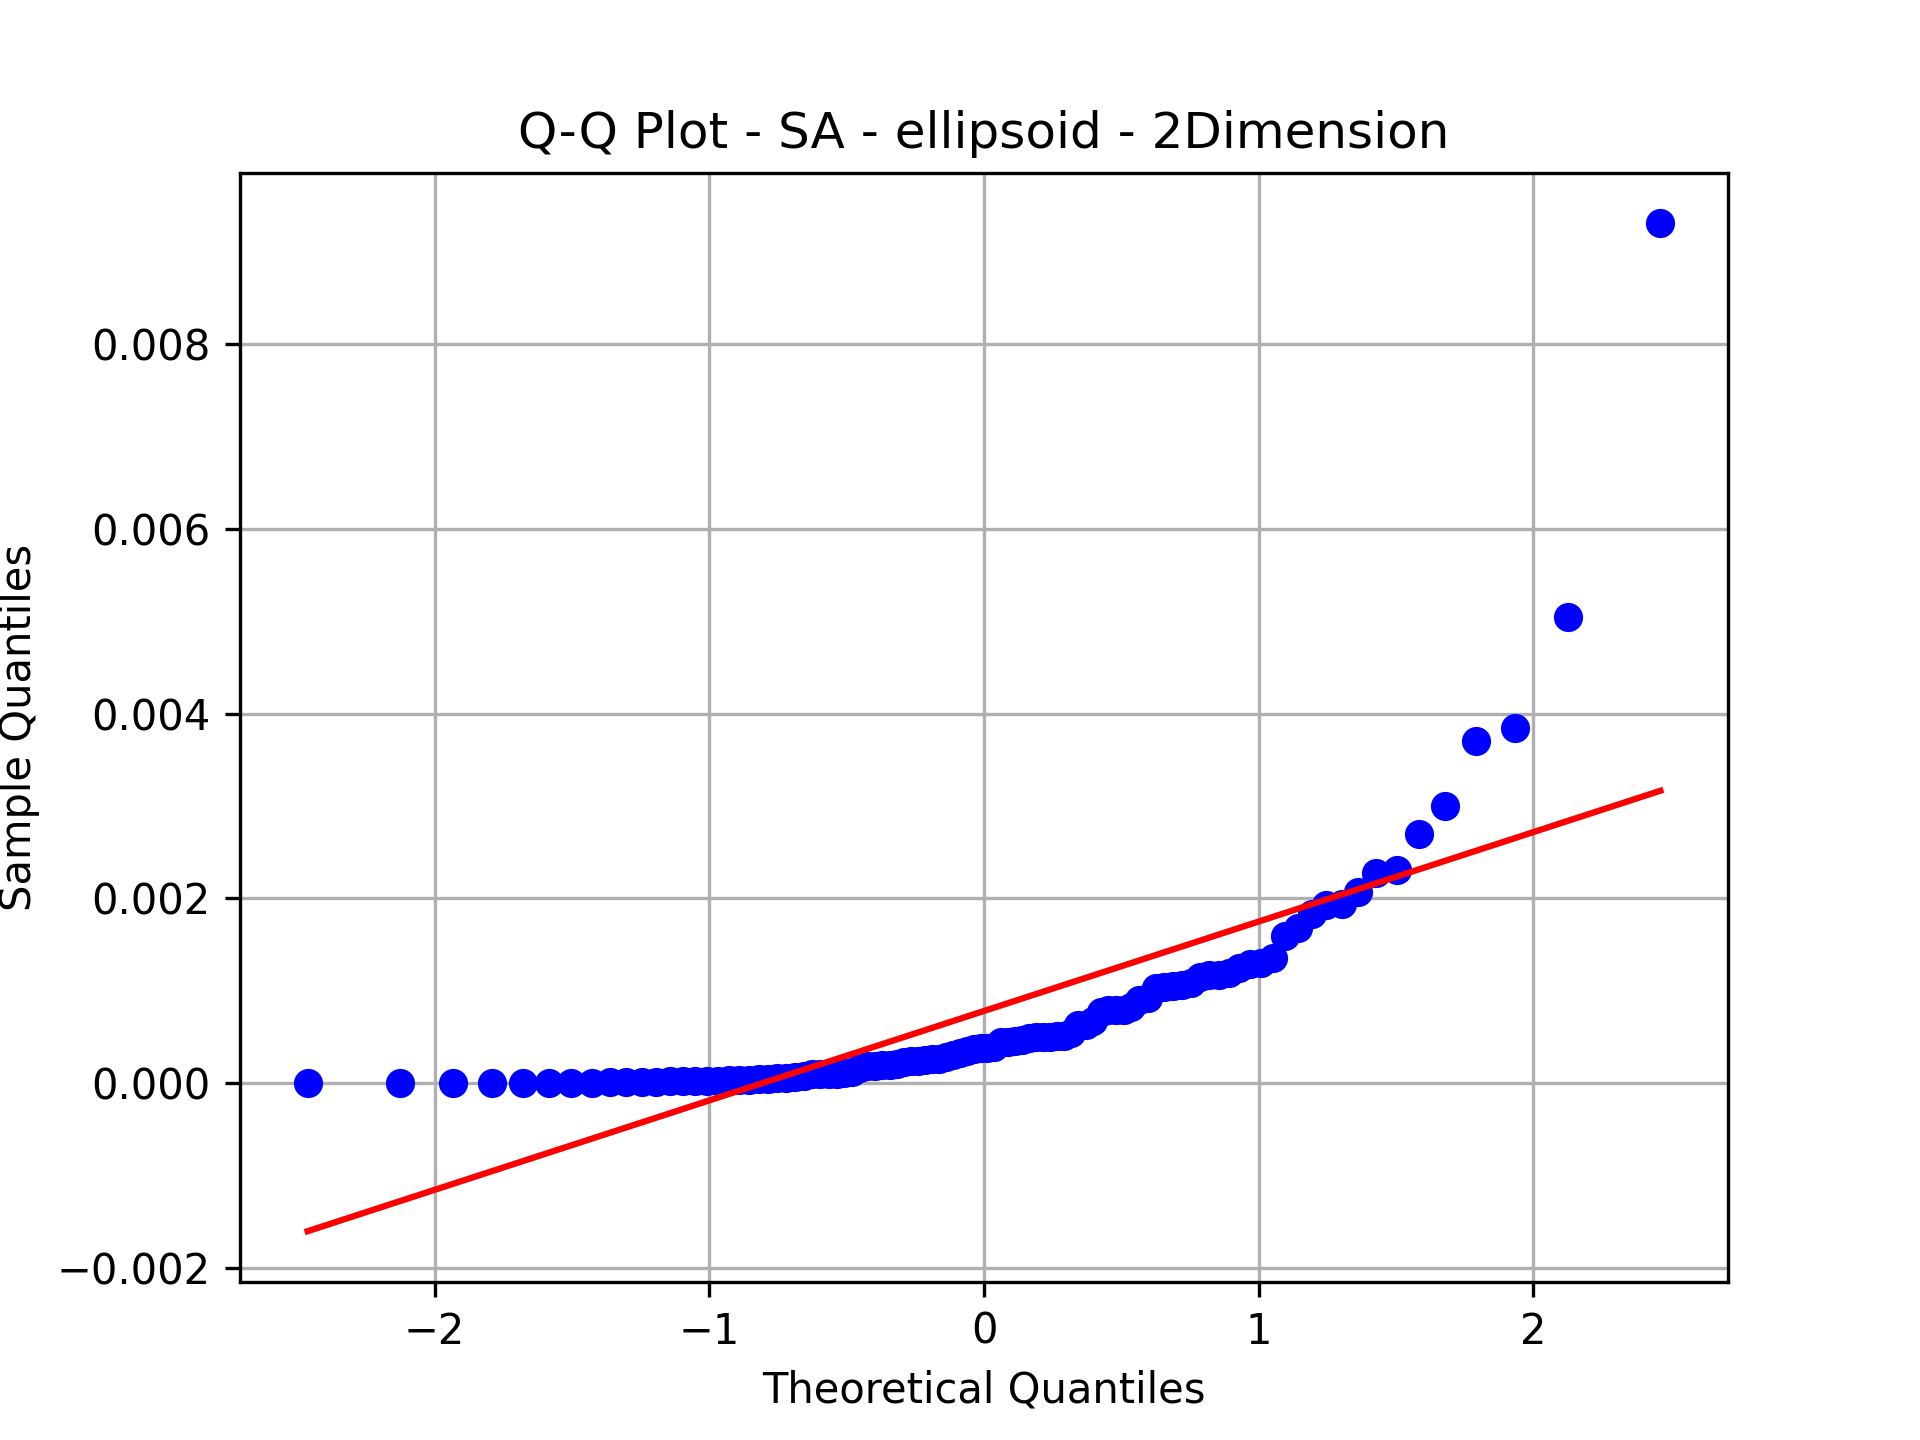 Q-Q Plot - SA - ellipsoid - 2Dimension
0.008
0.006
0.004
0.002
0.000
−0.002
Sample Quantiles
−2 −1 0 1 2
Theoretical Quantiles